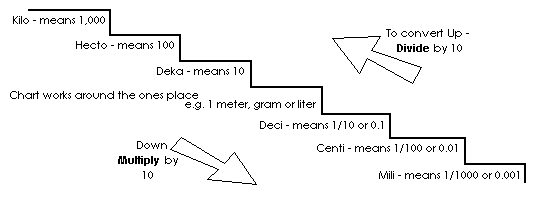 Kilo - means 1,000
To convert Up -
Divide by 10
Hecto - means 100
Deka - means 10
Chart works around the ones place
e.g. 1 meter, gram or liter
Deci - means 1/10 or 0.1
Down
Multiply by
10
Centi - means 1/100 or 0.01
Mili - means 1/1000 or 0.001